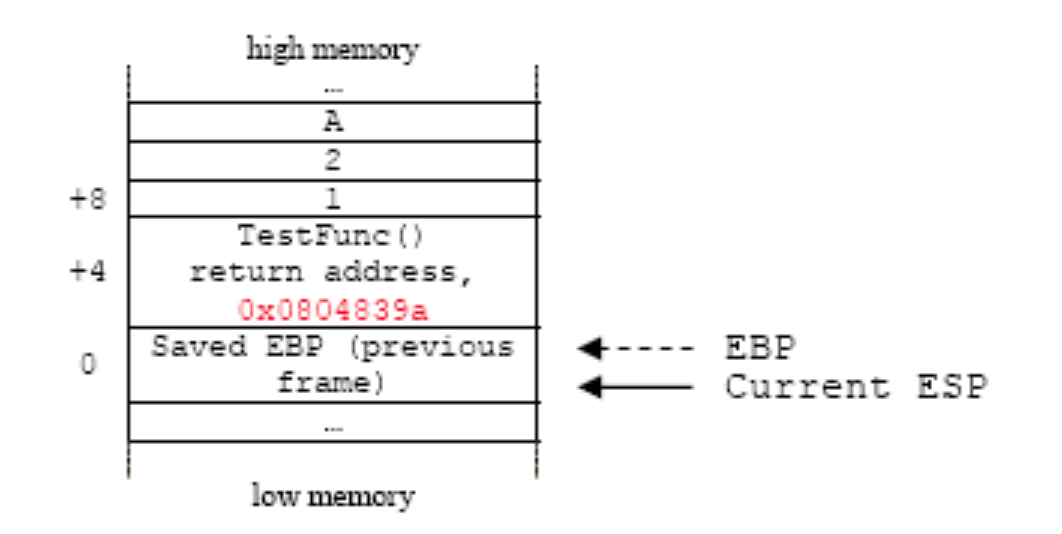 high memory
...
A
2
+8 1
TestFunc()
+4 return address,
0x0804839a
0 Saved EBP (previous
frame)
EBP
Current ESP
...
low memory